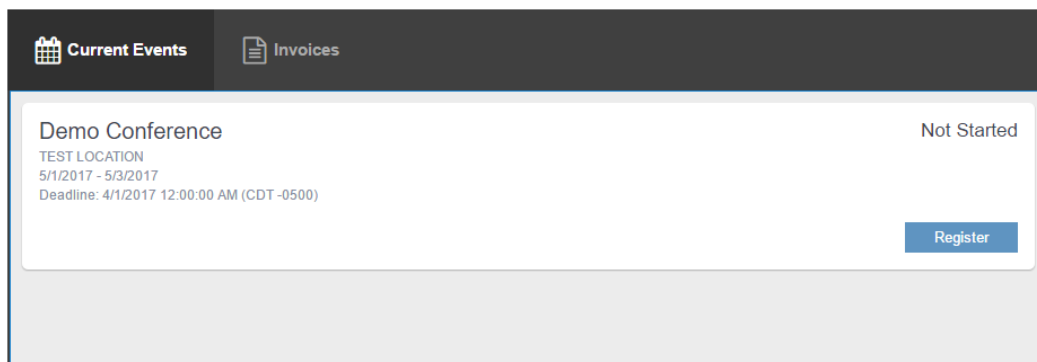 Current Events
Invoices
Demo Conference
Not Started
TEST LOCATION
5/1/2017 - 5/3/2017
Deadline: 4/1/2017 12:00:00 AM (CDT -0500)
Register